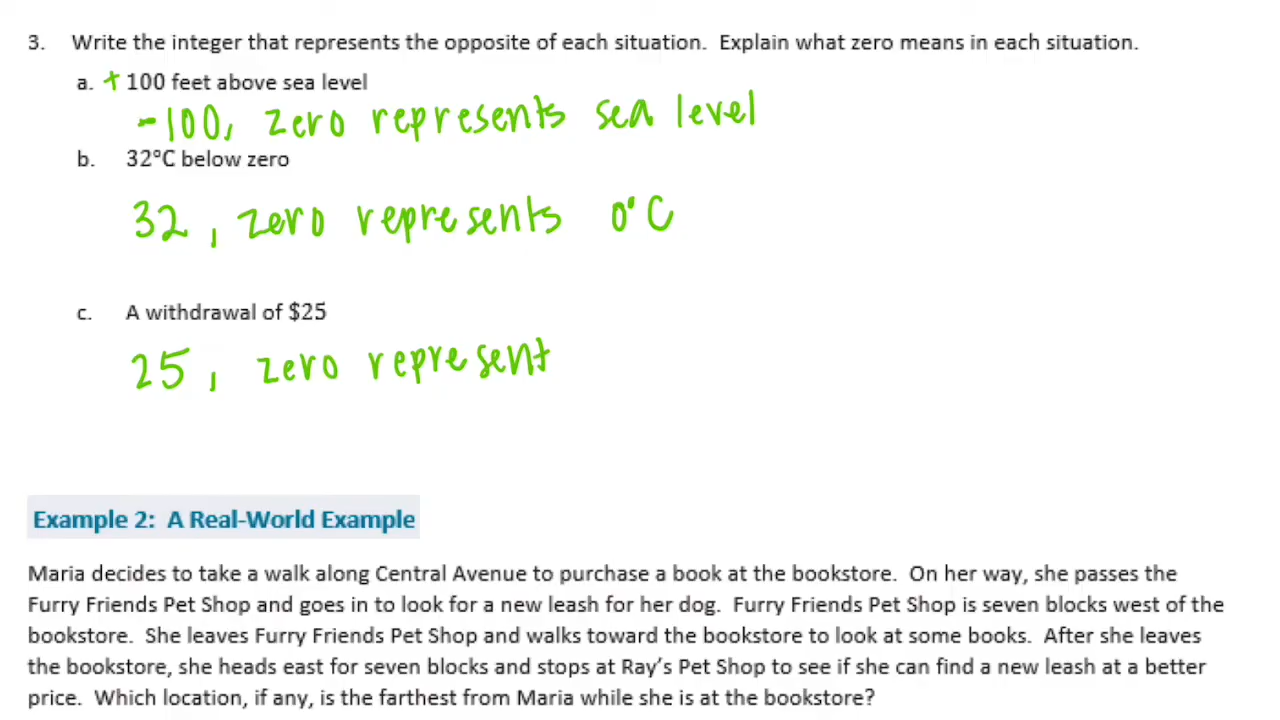 3. Write the integer that represents the opposite of each situation. Explain what zero means in each situation.
a. + 100 feet above sea level
-100, zero represents sea level
b. 32°C below zero
32, zero represents 0°C
c. A withdrawal of $25
25, zero represent
Example 2: A Real-World Example
Maria decides to take a walk along Central Avenue to purchase a book at the bookstore. On her way, she passes the
Furry Friends Pet Shop and goes in to look for a new leash for her dog. Furry Friends Pet Shop is seven blocks west of the
bookstore. She leaves Furry Friends Pet Shop and walks toward the bookstore to look at some books. After she leaves
the bookstore, she heads east for seven blocks and stops at Ray's Pet Shop to see if she can find a new leash at a better
price. Which location, if any, is the farthest from Maria while she is at the bookstore?